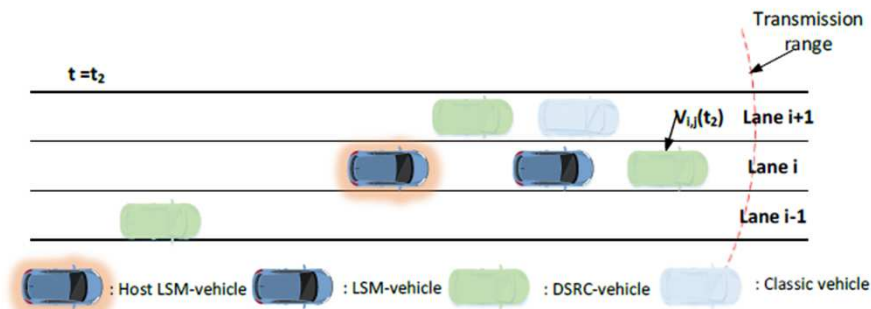 Transmission
range
t =t₂
Vi,j(t₂)
Lane i+1
Lane i
Lane i-1
: Host LSM-vehicle
: LSM-vehicle
: DSRC-vehicle
: Classic vehicle